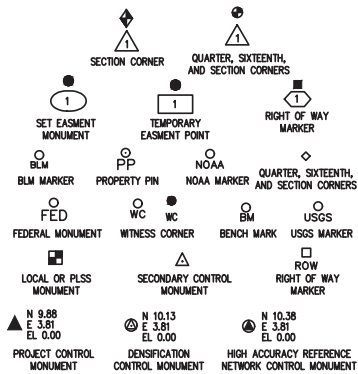 1
1
SECTION CORNER
QUARTER, SIXTEENTH,
AND SECTION CORNERS
1
1
1
SET EASMENT
MONUMENT
TEMPORARY
EASMENT POINT
RIGHT OF WAY
MARKER
BLM
PP
NOAA
BLM MARKER
PROPERTY PIN
NOAA MARKER
QUARTER, SIXTEENTH,
AND SECTION CORNERS
FED
WC
WC
BM
USGS
FEDERAL MONUMENT
WITNESS CORNER
BENCH MARK
USGS MARKER
LOCAL OR PLSS
MONUMENT
SECONDARY CONTROL
MONUMENT
ROW
RIGHT OF WAY
MARKER
N 9.88
E 3.81
EL 0.00
N 10.13
E 3.81
EL 0.00
N 10.38
E 3.81
EL 0.00
PROJECT CONTROL
MONUMENT
DENSIFICATION
CONTROL MONUMENT
HIGH ACCURACY REFERENCE
NETWORK CONTROL MONUMENT